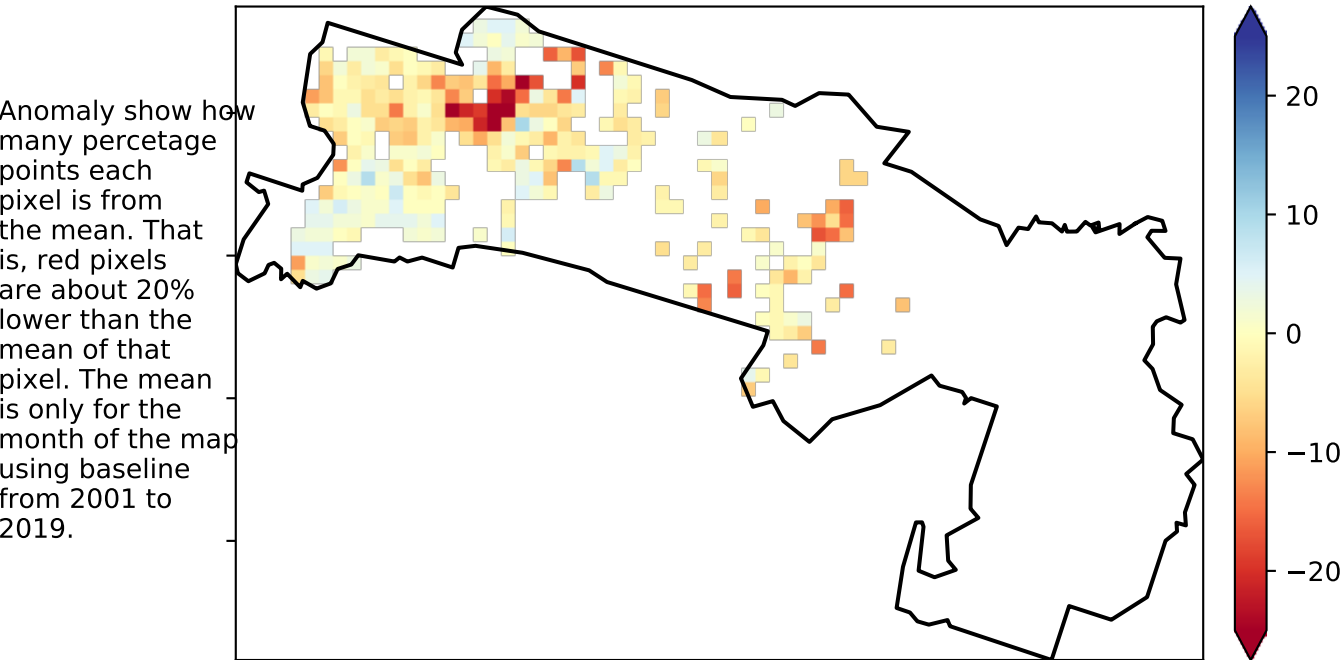 Anomaly show how
many percetage
points each
pixel is from
the mean. That
is, red pixels
are about 20%
lower than the
mean of that
pixel. The mean
is only for the
month of the map
using baseline
from 2001 to
2019.
20
10
0
−10
−20